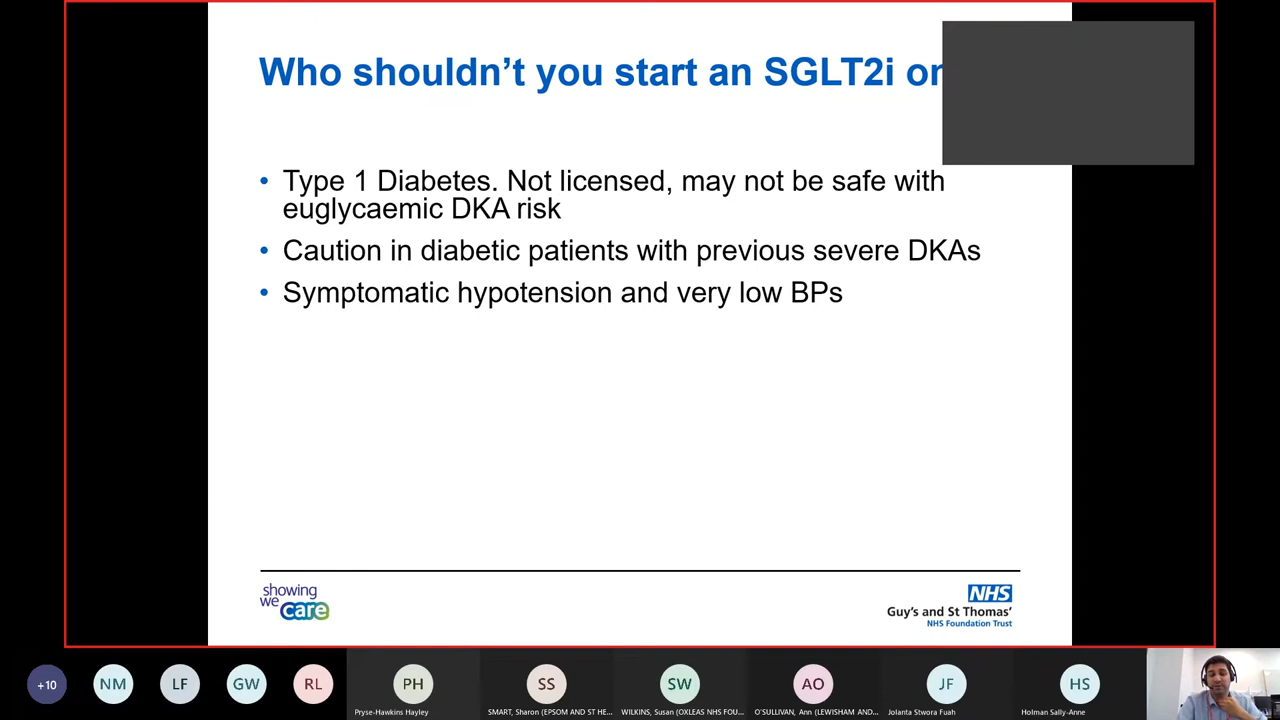 Who shouldn’t you start an SGLT2i on
• Type 1 Diabetes. Not licensed, may not be safe with
euglycaemic DKA risk
• Caution in diabetic patients with previous severe DKAs
• Symptomatic hypotension and very low BPs
showing
we care
NHS
Guy’s and St Thomas’
NHS Foundation Trust
+10
NM
LF
GW
RL
PH
SS
SW
AO
JF
HS
Pryse-Hawkins Hayley
SMART, Sharon (EPSOM AND ST HE...
WILKINS, Susan (OXLEAS NHS FOU...
O'SULLIVAN, Ann (LEWISHAM AND...
Jolanta Stwora Fuah
Holman Sally-Anne